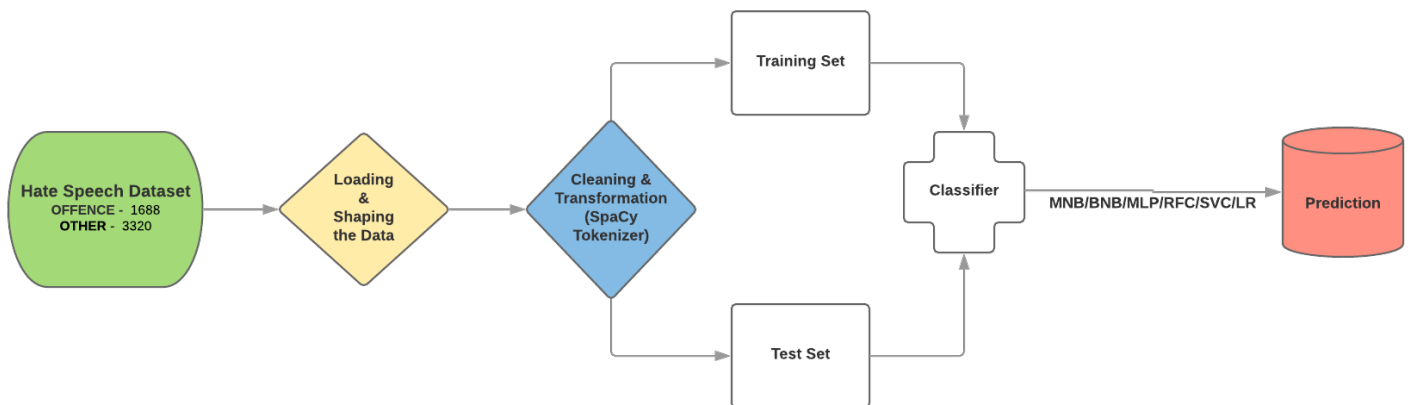 Hate Speech Dataset
OFFENCE - 1688
OTHER - 3320
Loading
&
Shaping
the Data
Cleaning &
Transformation
(SpaCy
Tokenizer)
Training Set
Test Set
Classifier
MNB/BNB/MLP/RFC/SVC/LR
Prediction